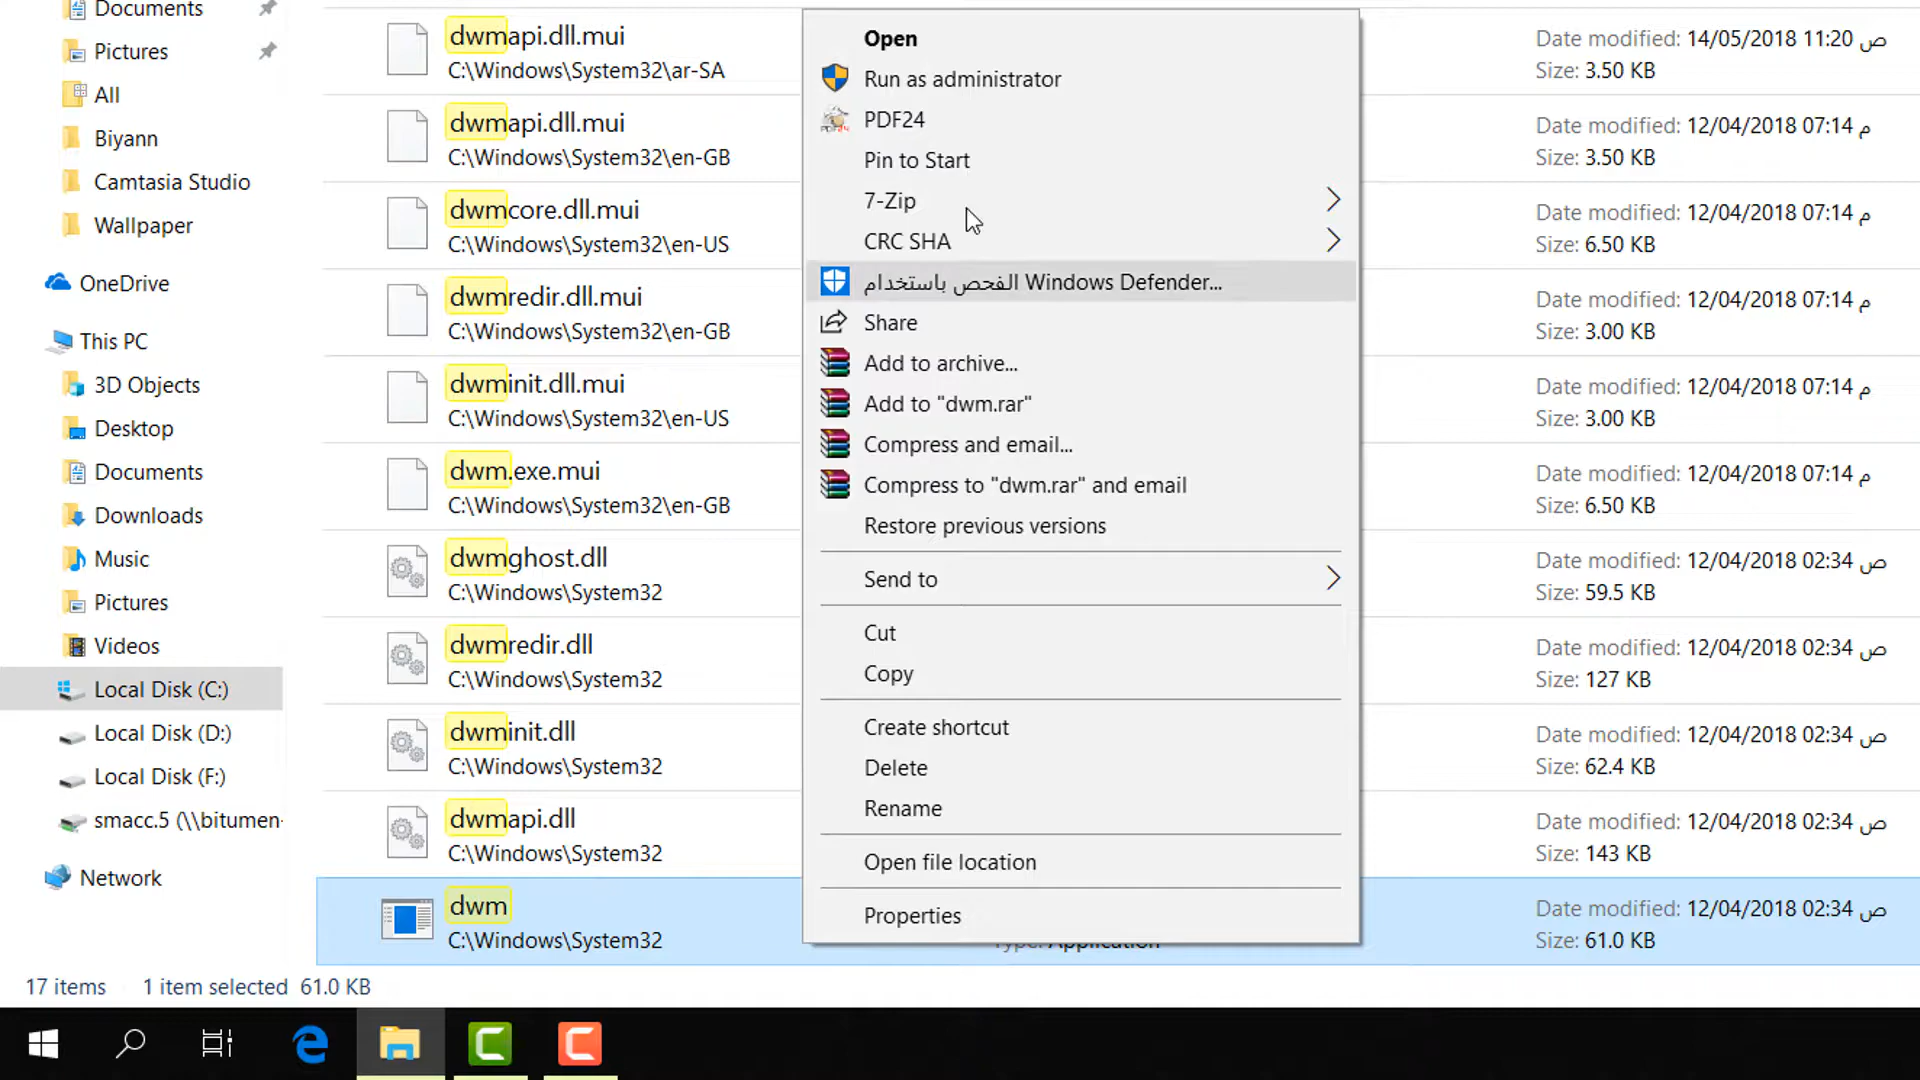 Documents
Pictures
All
Biyann
Camtasia Studio
Wallpaper
OneDrive
This PC
3D Objects
Desktop
Documents
Downloads
Music
Pictures
Videos
Local Disk (C:)
Local Disk (D:)
Local Disk (F:)
smacc.5 (\\bitumen-
Network
dwmapi.dll.mui
C:\Windows\System32\ar-SA
Date modified: 14/05/2018 11:20 ص
Size: 3.50 KB
dwmapi.dll.mui
C:\Windows\System32\en-GB
Date modified: 12/04/2018 07:14 م
Size: 3.50 KB
dwmcore.dll.mui
C:\Windows\System32\en-US
Date modified: 12/04/2018 07:14 م
Size: 6.50 KB
dwmredir.dll.mui
C:\Windows\System32\en-GB
Date modified: 12/04/2018 07:14 م
Size: 3.00 KB
dwminit.dll.mui
C:\Windows\System32\en-US
Date modified: 12/04/2018 07:14 م
Size: 3.00 KB
dwm.exe.mui
C:\Windows\System32\en-GB
Date modified: 12/04/2018 07:14 م
Size: 6.50 KB
dwmghost.dll
C:\Windows\System32
Date modified: 12/04/2018 02:34 ص
Size: 59.5 KB
dwmredir.dll
C:\Windows\System32
Date modified: 12/04/2018 02:34 ص
Size: 127 KB
dwminit.dll
C:\Windows\System32
Date modified: 12/04/2018 02:34 ص
Size: 62.4 KB
dwmapi.dll
C:\Windows\System32
Date modified: 12/04/2018 02:34 ص
Size: 143 KB
dwm
C:\Windows\System32
Type: Application
Date modified: 12/04/2018 02:34 ص
Size: 61.0 KB
Open
Run as administrator
PDF24
Pin to Start
7-Zip
CRC SHA
الفحص باستخدام Windows Defender...
Share
Add to archive...
Add to "dwm.rar"
Compress and email...
Compress to "dwm.rar" and email
Restore previous versions
Send to
Cut
Copy
Create shortcut
Delete
Rename
Open file location
Properties
17 items 1 item selected 61.0 KB